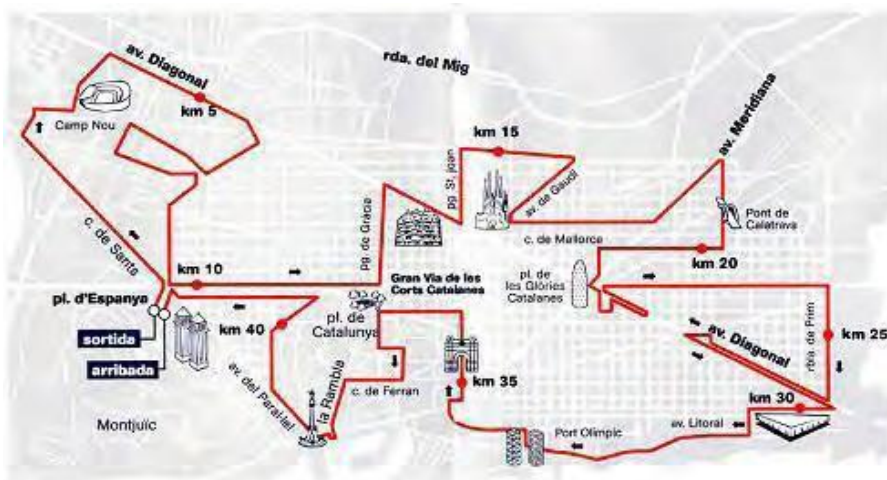 av. Diagonal
km 5
Camp Nou
rda. del Mig
km 15
av. Meridiana
pg. St. joan
av. de Gaudí
pg. de Gràcia
c. de Sants
c. de Mallorca
Pont de
Calatrava
km 20
km 10
Gran Via de les
Corts Catalanes
pl. de
les Glòries
Catalanes
pl. d'Espanya
sortida
arribada
km 40
pl. de
Catalunya
km 25
rbla. de Prim
av. Diagonal
av. del Paral·lel
la Rambla
c. de Ferran
km 35
km 30
Montjuïc
Port Olímpic
av. Litoral